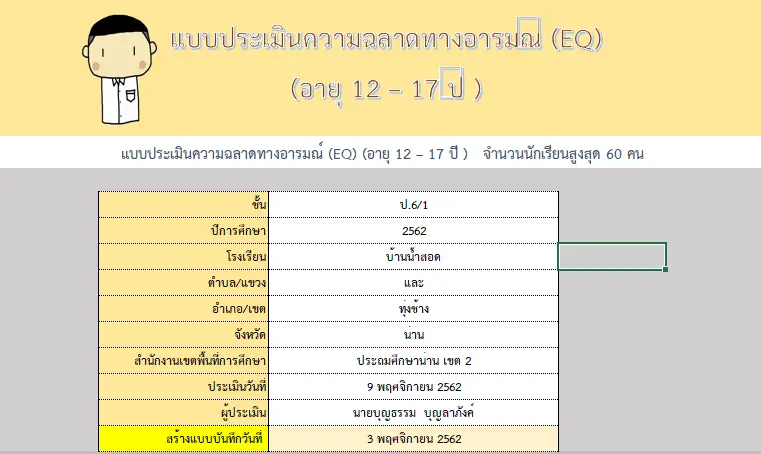 แบบประเมินความฉลาดทางอารมณ์ (EQ)
(อายุ 12 – 17 ปี )
แบบประเมินความฉลาดทางอารมณ์ (EQ) (อายุ 12 – 17 ปี ) จำนวนนักเรียนสูงสุด 60 คน
ชั้น ป.6/1
ปีการศึกษา 2562
โรงเรียน บ้านน้ำสอด
ตำบล/แขวง และ
อำเภอ/เขต ทุ่งช้าง
จังหวัด น่าน
สำนักงานเขตพื้นที่การศึกษา ประถมศึกษาน่าน เขต 2
ประเมินวันที่ 9 พฤศจิกายน 2562
ผู้ประเมิน นายบุญธรรม บุญลาภังค์
สร้างแบบบันทึกวันที่ 3 พฤศจิกายน 2562